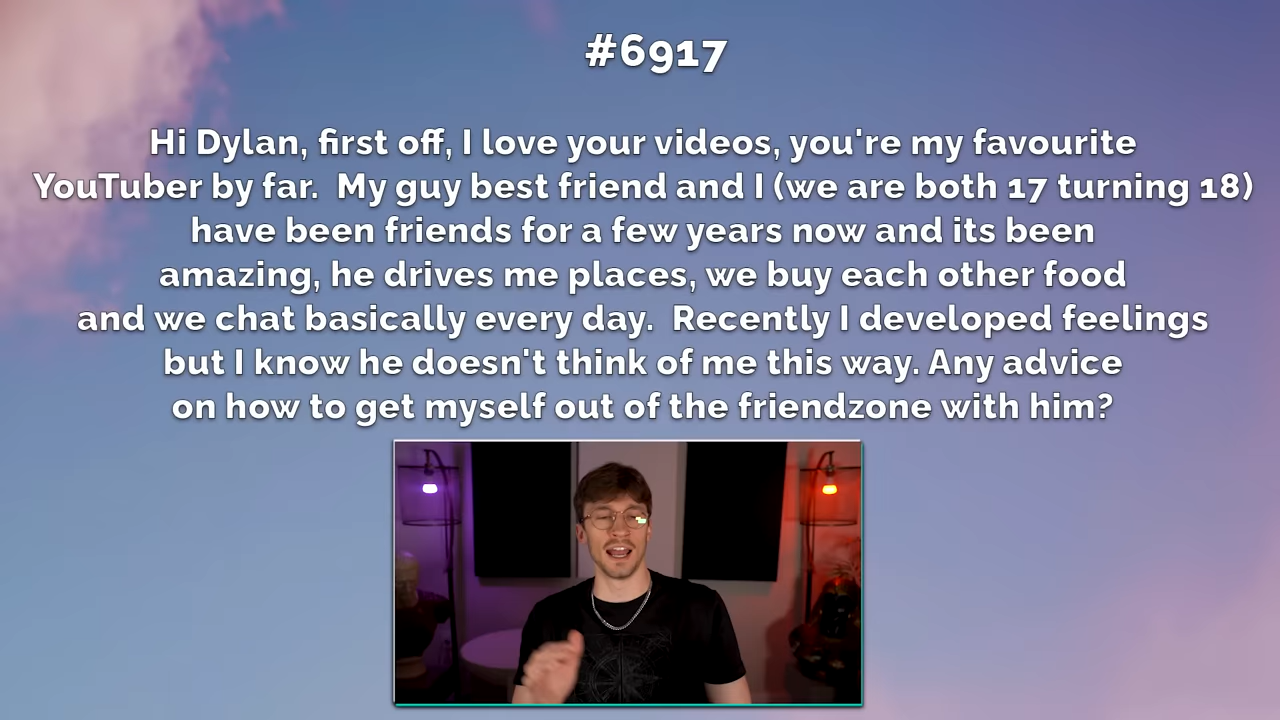 #6917
Hi Dylan, first off, I love your videos, you're my favourite
YouTuber by far.  My guy best friend and I (we are both 17 turning 18)
have been friends for a few years now and its been
amazing, he drives me places, we buy each other food
and we chat basically every day.  Recently I developed feelings
but I know he doesn't think of me this way. Any advice
on how to get myself out of the friendzone with him?